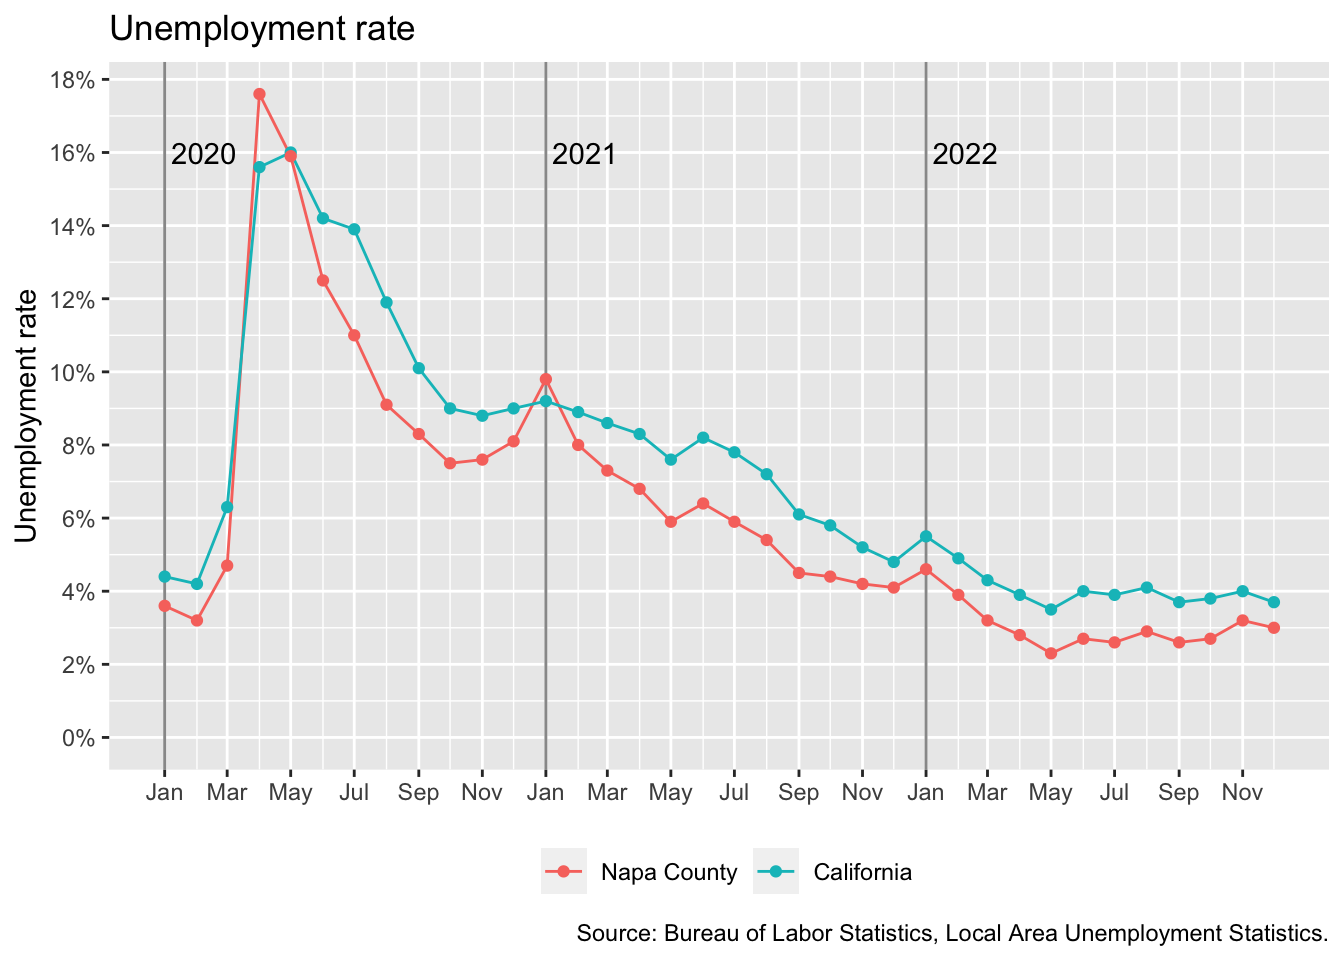 Unemployment rate
18%
16%
14%
12%
10%
8%
6%
4%
2%
0%
Unemployment rate
2020 2021 2022
Jan Mar May Jul Sep Nov Jan Mar May Jul Sep Nov Jan Mar May Jul Sep Nov
Napa County California
Source: Bureau of Labor Statistics, Local Area Unemployment Statistics.